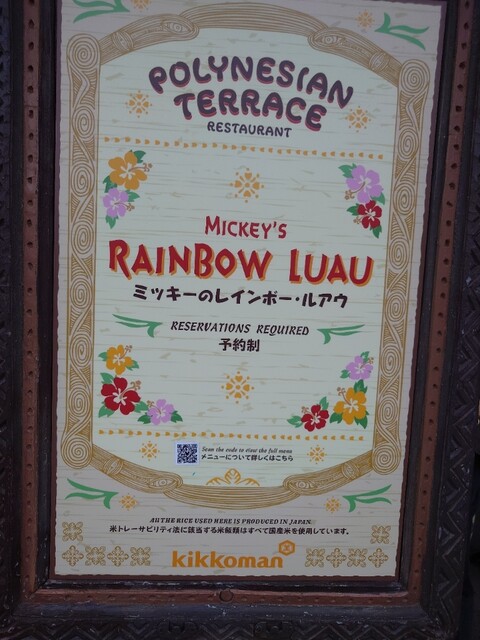 POLYNESIAN
TERRACE
RESTAURANT
MICKEY'S
RAINBOW LUAU
ミッキーのレインボー・ルアウ
RESERVATIONS REQUIRED
予約制
Scan the code to view the full menu
メニューについて詳しくはこちら
All THE RICE USED HERE IS PRODUCED IN JAPAN.
米トレーサビリティ法に該当する米飯類はすべて国産米を使用しています。
kikkoman